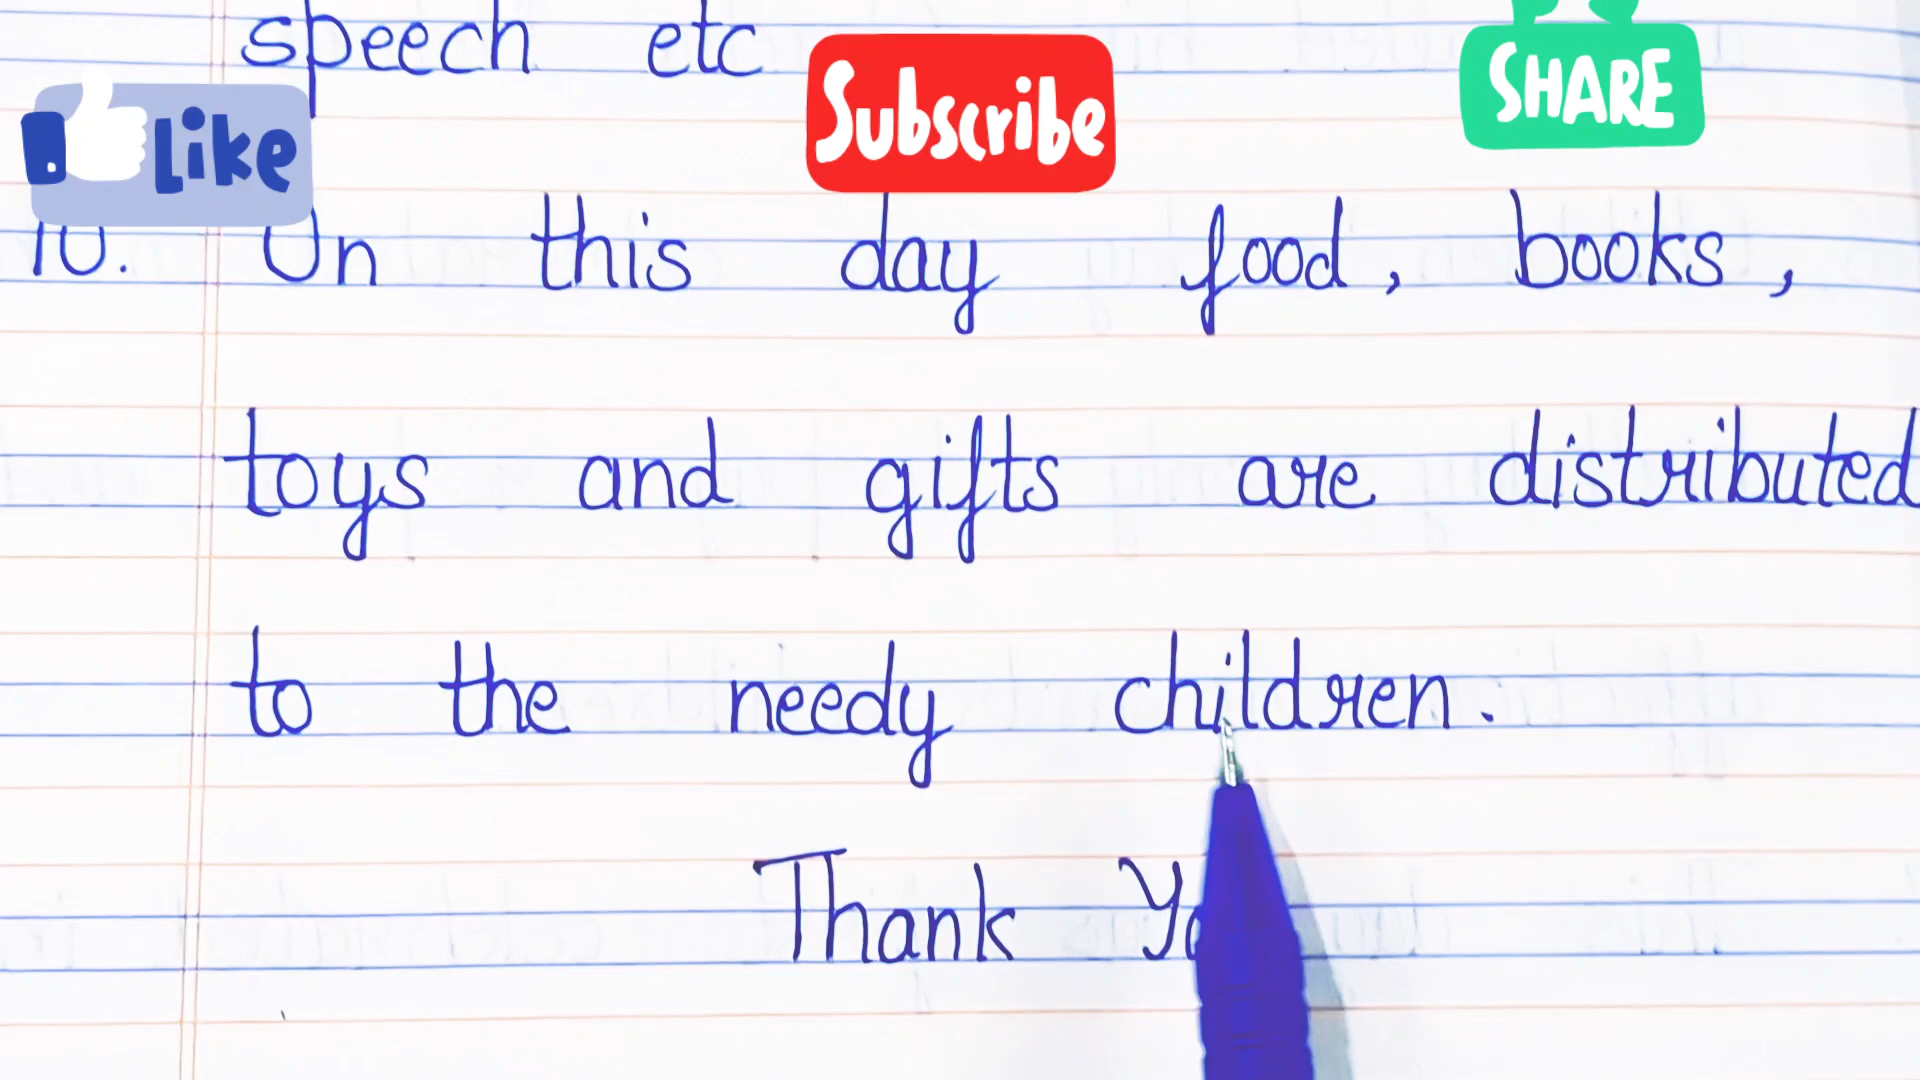 speech etc
Like
Subscribe
SHARE
10. On this day food, books,
toys and gifts are distributed
to the needy children.
Thank